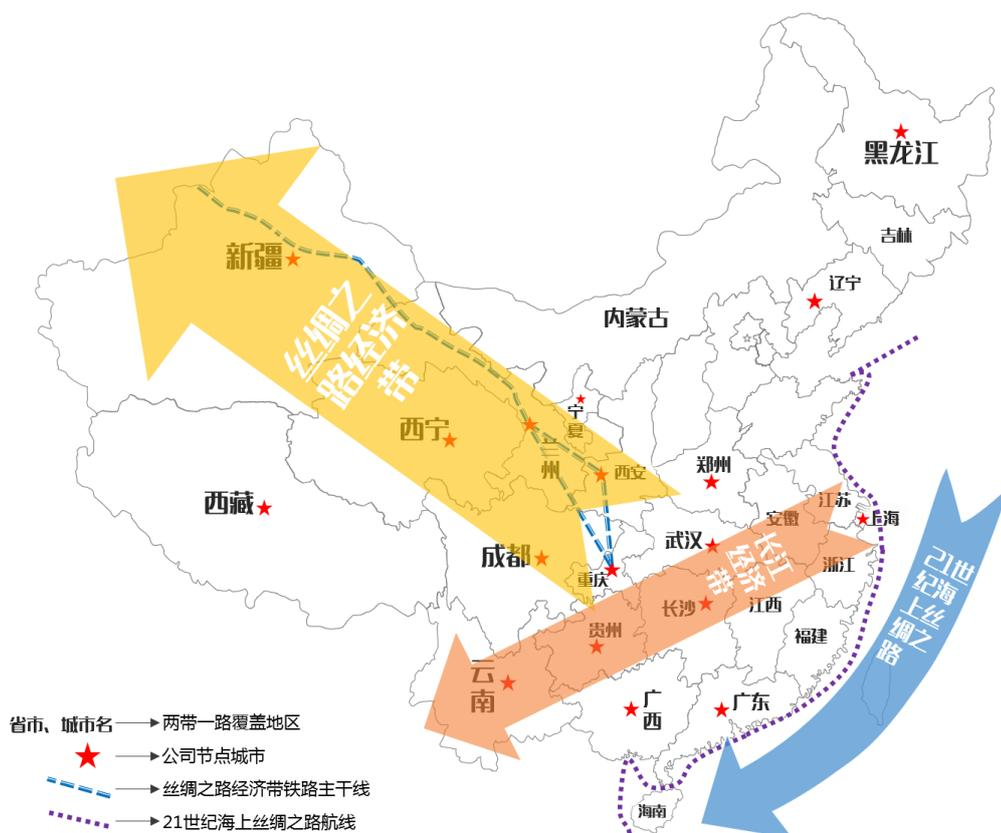 黑龙江
吉林
辽宁
新疆
丝绸之
路经济
带
内蒙古
宁
夏
西宁
兰
州
西安
郑州
西藏
江苏
安徽
上海
成都
武汉
长江
经济
带
重庆
浙江
21世
纪海
上丝
绸之
路
长沙
江西
贵州
福建
云
南
广
西
广东
海南
省市、城市名
两带一路覆盖地区
公司节点城市
丝绸之路经济带铁路主干线
21世纪海上丝绸之路航线